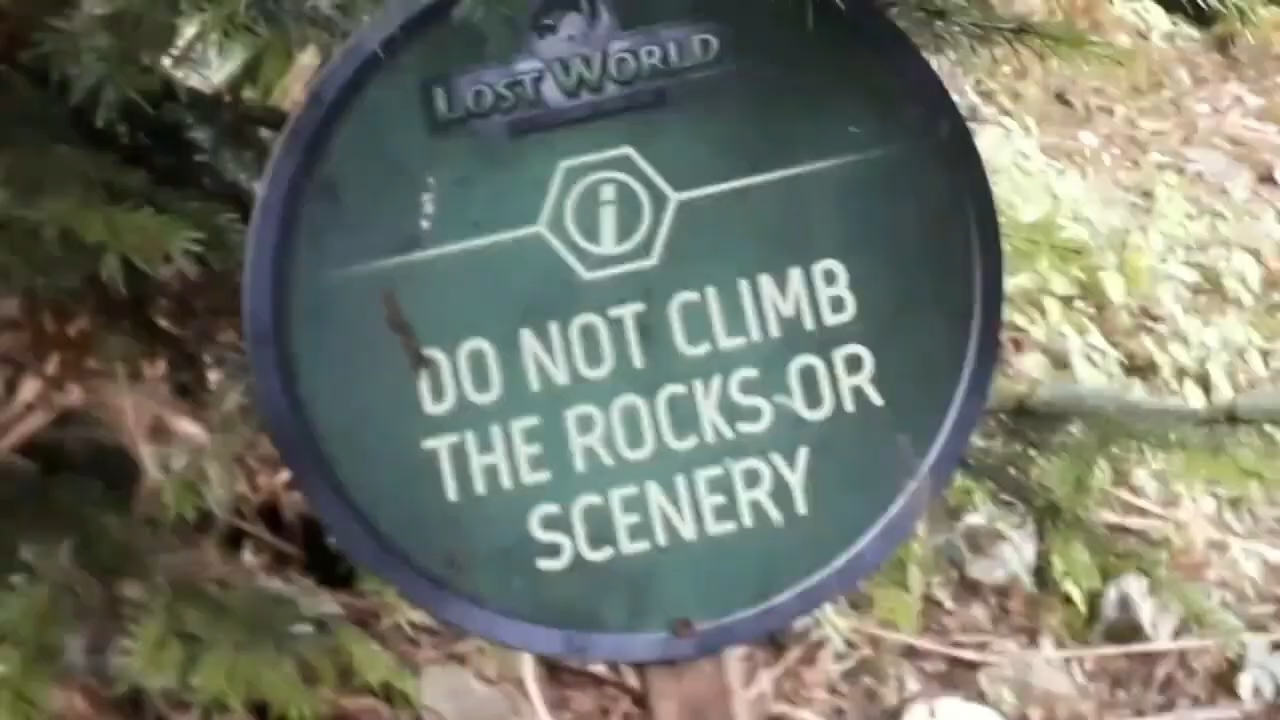 LOST WORLD
i
DO NOT CLIMB
THE ROCKS OR
SCENERY